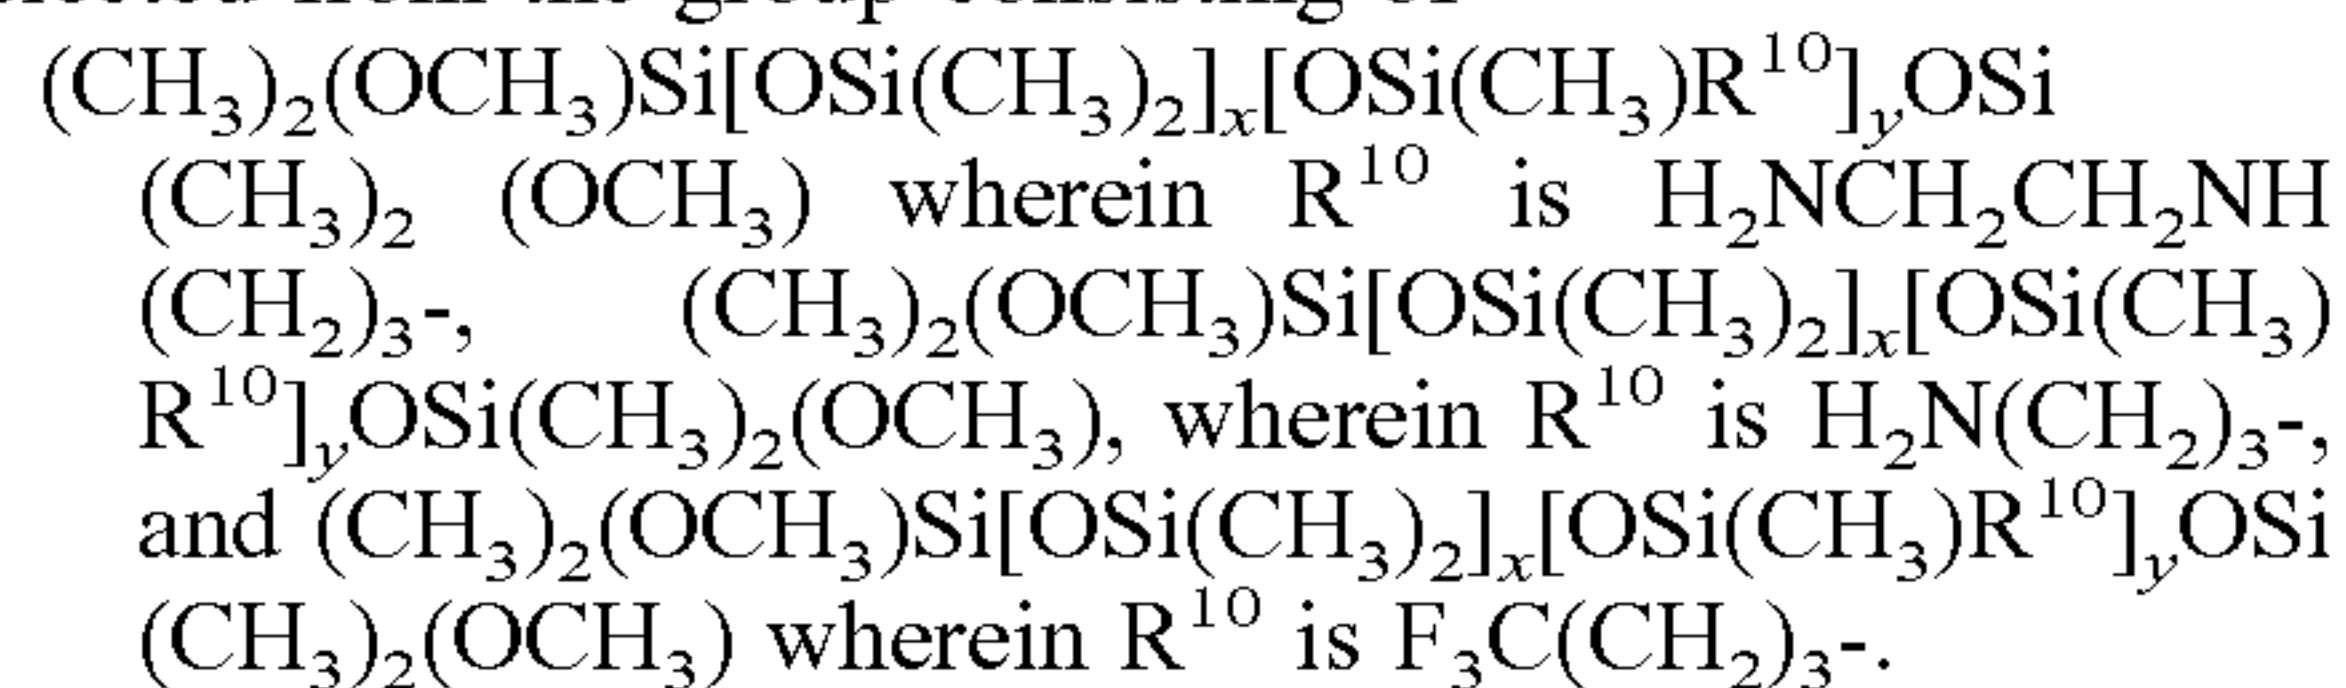 (CH₃)₂(OCH₃)Si[OSi(CH₃)₂]ₓ[OSi(CH₃)R¹⁰]ᵧOSi
(CH₃)₂ (OCH₃) wherein R¹⁰ is H₂NCH₂CH₂NH
(CH₂)₃-, (CH₃)₂(OCH₃)Si[OSi(CH₃)₂]ₓ[OSi(CH₃)
R¹⁰]ᵧOSi(CH₃)₂(OCH₃), wherein R¹⁰ is H₂N(CH₂)₃-,
and (CH₃)₂(OCH₃)Si[OSi(CH₃)₂]ₓ[OSi(CH₃)R¹⁰]ᵧOSi
(CH₃)₂(OCH₃) wherein R¹⁰ is F₃C(CH₂)₃-.